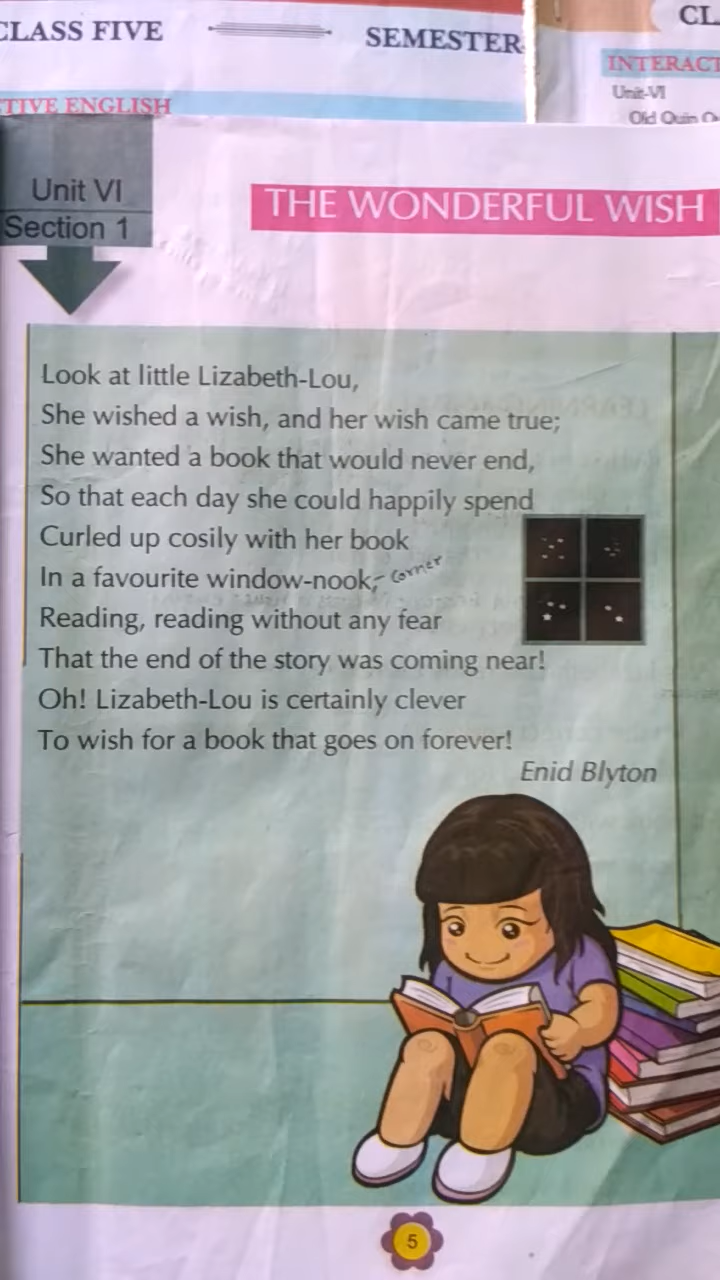 CLASS FIVE
SEMESTER
TIVE ENGLISH
CL
INTERACT
Unit-VI
Old Quin
Unit VI
Section 1
THE WONDERFUL WISH
Look at little Lizabeth-Lou,
She wished a wish, and her wish came true;
She wanted a book that would never end,
So that each day she could happily spend
Curled up cosily with her book
In a favourite window-nook; corner
Reading, reading without any fear
That the end of the story was coming near!
Oh! Lizabeth-Lou is certainly clever
To wish for a book that goes on forever!
Enid Blyton
5